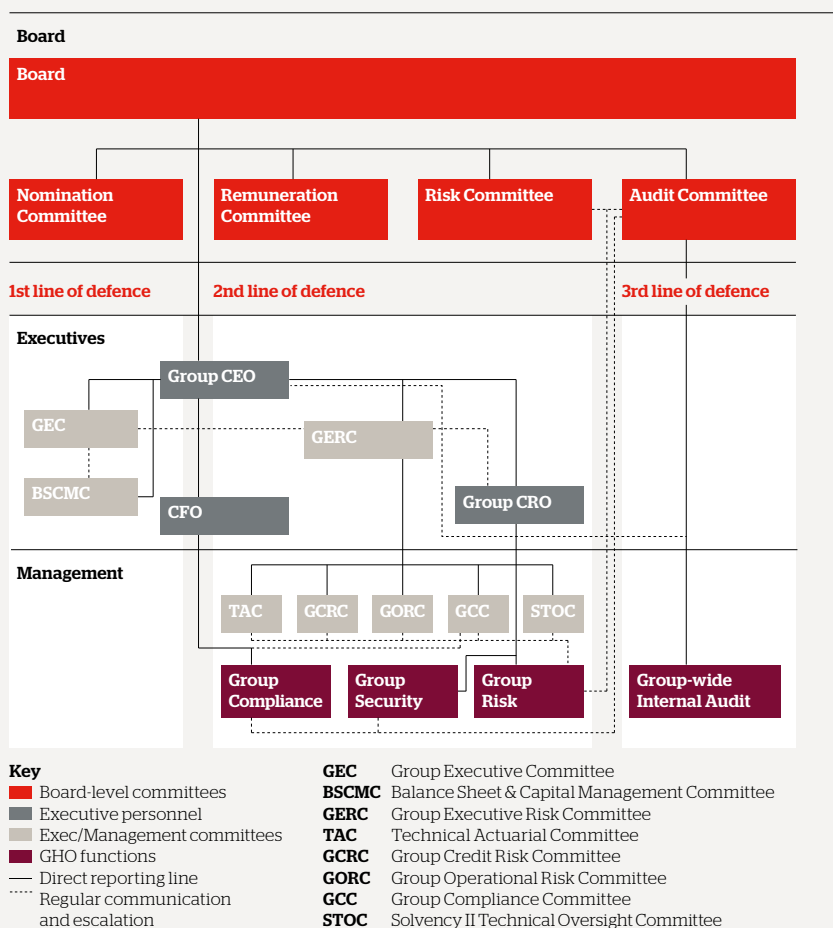 Board
Board
Nomination
Committee
Remuneration
Committee
Risk Committee
Audit Committee
1st line of defence
2nd line of defence
3rd line of defence
Executives
Group CEO
GEC
GERC
BSCMC
CFO
Group CRO
Management
TAC
GCRC
GORC
GCC
STOC
Group
Compliance
Group
Security
Group
Risk
Group-wide
Internal Audit
Key
Board-level committees
Executive personnel
Exec/Management committees
GHO functions
Direct reporting line
Regular communication
and escalation
GEC Group Executive Committee
BSCMC Balance Sheet & Capital Management Committee
GERC Group Executive Risk Committee
TAC Technical Actuarial Committee
GCRC Group Credit Risk Committee
GORC Group Operational Risk Committee
GCC Group Compliance Committee
STOC Solvency II Technical Oversight Committee